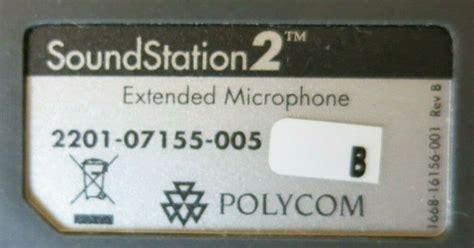 SoundStation2™
Extended Microphone
2201-07155-005
B
POLYCOM
1668-16156-001 Rev B